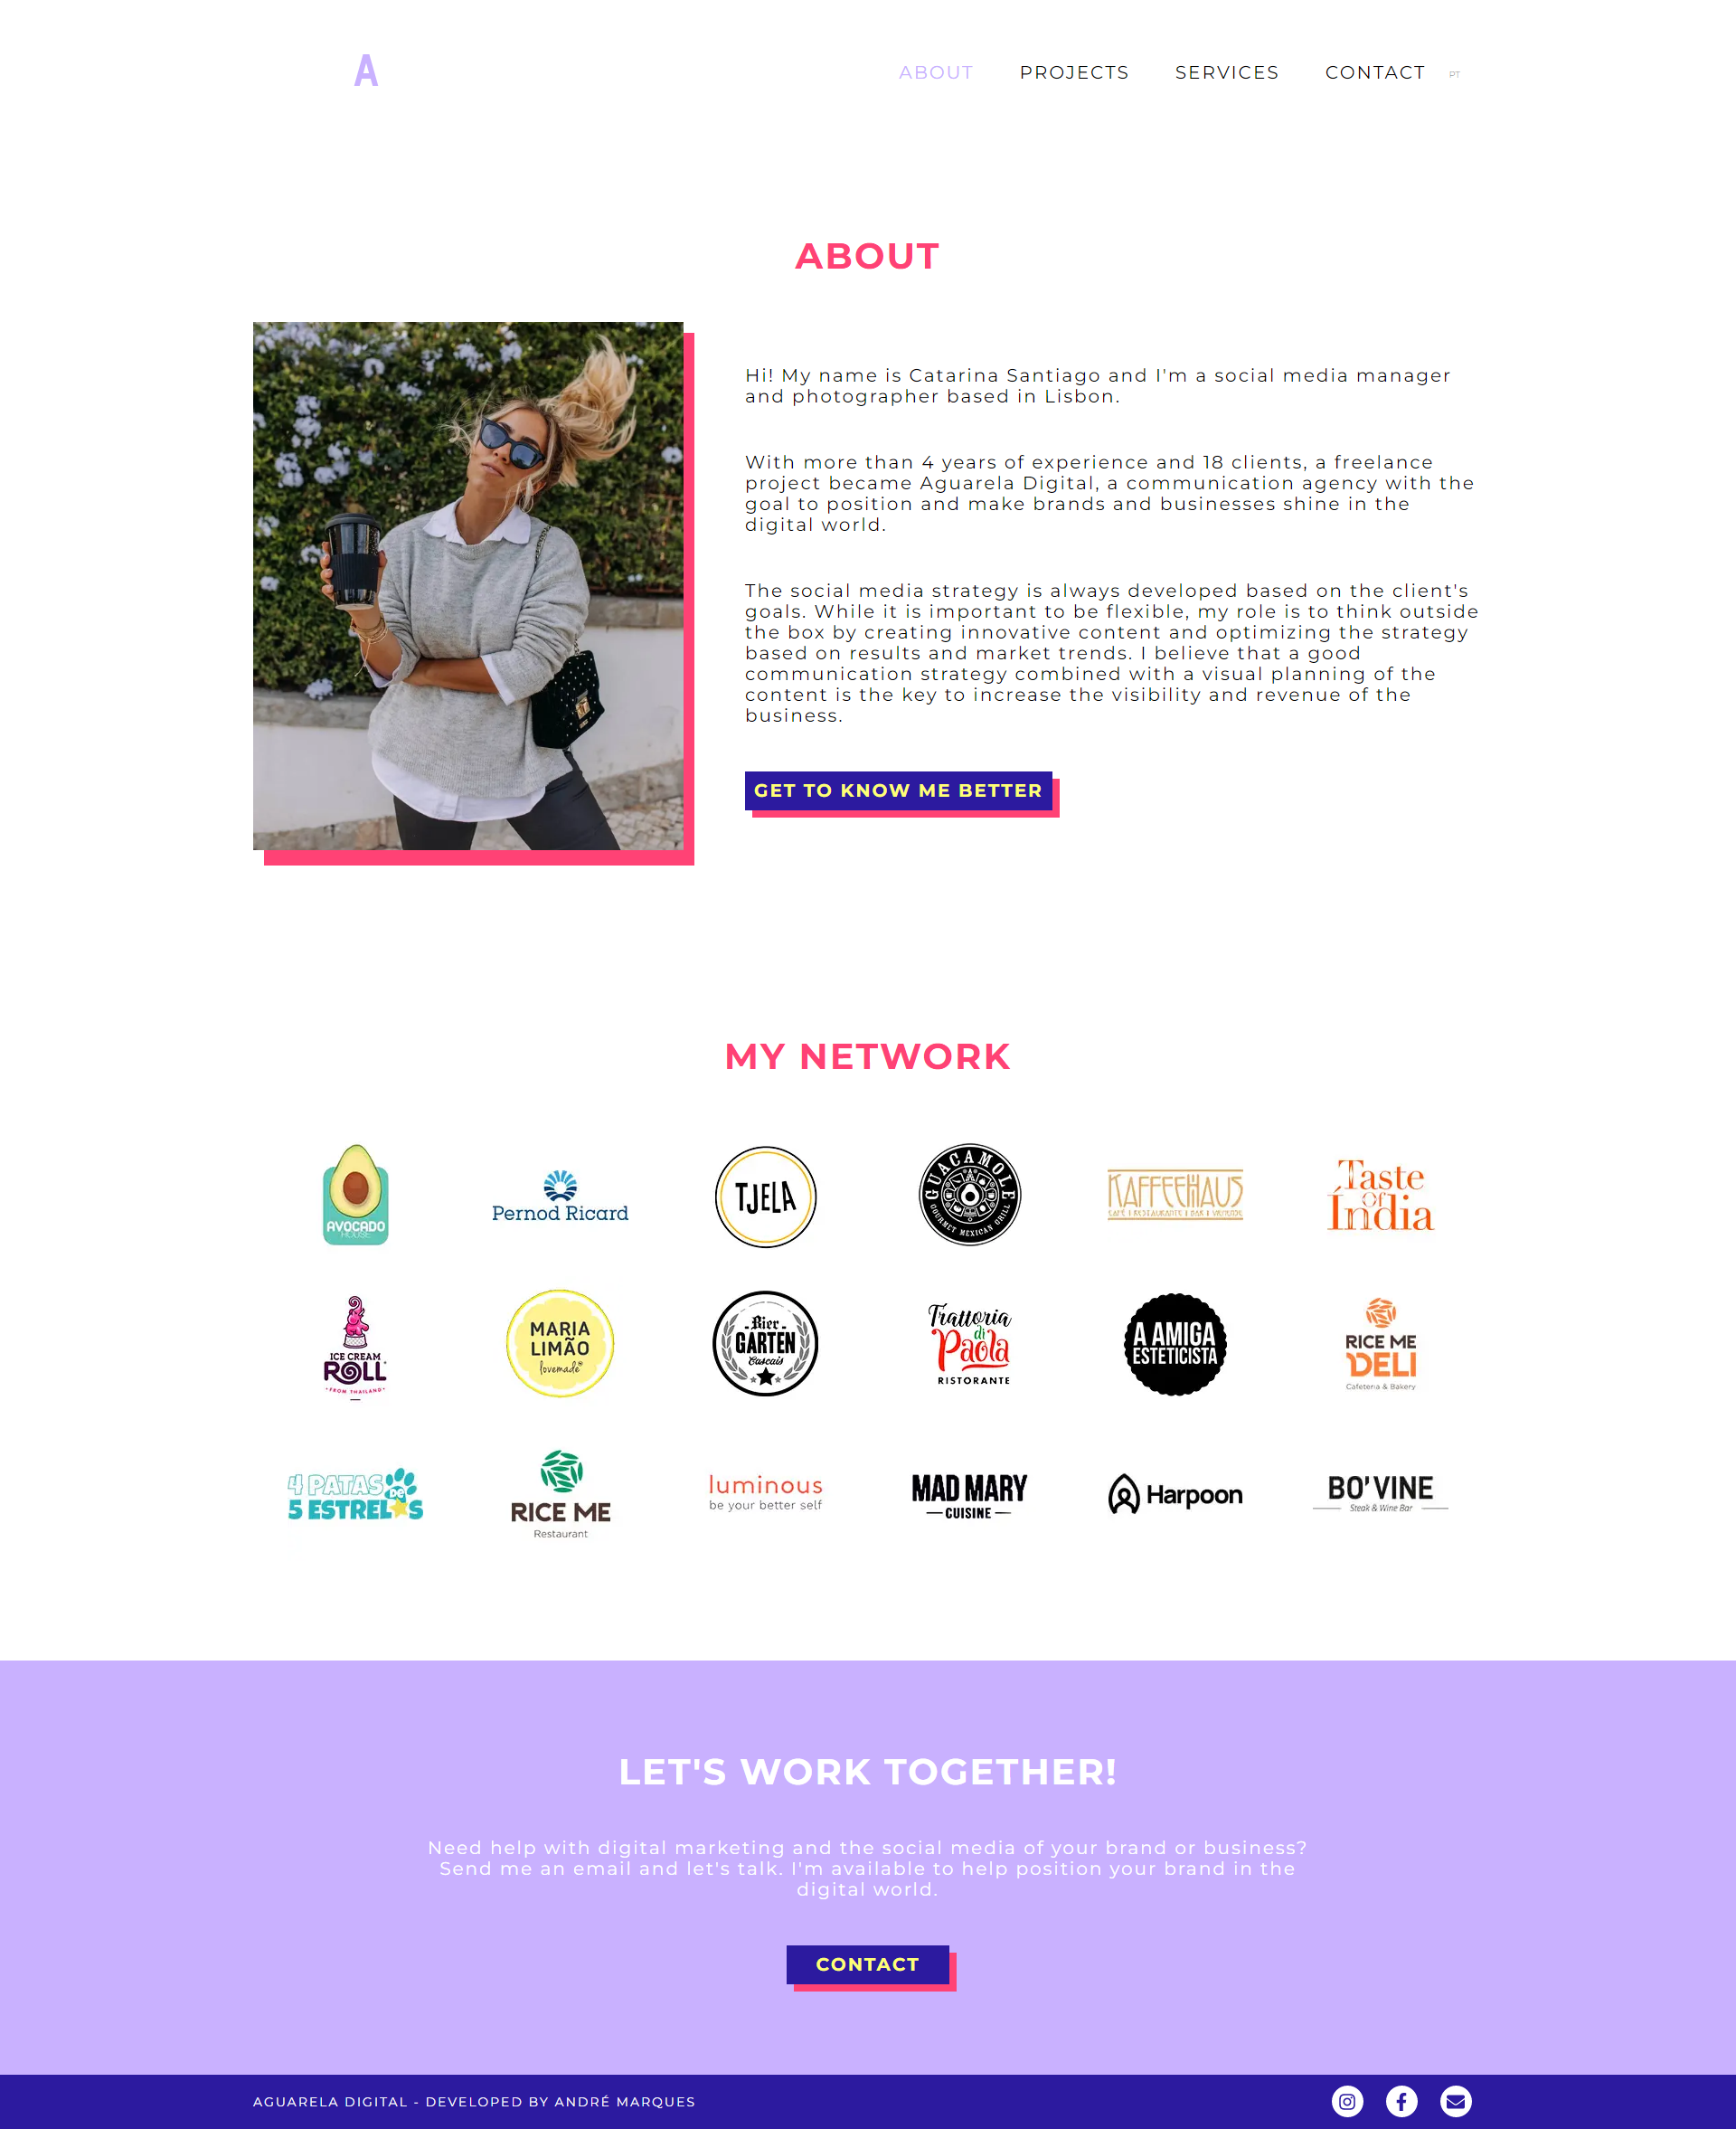 A
ABOUT PROJECTS SERVICES CONTACT PT
ABOUT
Hi! My name is Catarina Santiago and I'm a social media manager
and photographer based in Lisbon.
With more than 4 years of experience and 18 clients, a freelance
project became Aguarela Digital, a communication agency with the
goal to position and make brands and businesses shine in the
digital world.
The social media strategy is always developed based on the client's
goals. While it is important to be flexible, my role is to think outside
the box by creating innovative content and optimizing the strategy
based on results and market trends. I believe that a good
communication strategy combined with a visual planning of the
content is the key to increase the visibility and revenue of the
business.
GET TO KNOW ME BETTER
MY NETWORK
AVOCADO
HOUSE
Pernod Ricard
TJELA
GUACAMOLE
GOURMET MEXICAN GRILL
KAFFEEHAUS
CAFÉ | RESTAURANTE | BAR | VIENENSE
Taste
OF
Índia
ICE CREAM
ROLL
FROM THAILAND
MARIA
LIMÃO
lovemade
Bier
GARTEN
Cascais
Trattoria
di
Paola
RISTORANTE
A AMIGA
ESTETICISTA
RICE ME
DELI
Cafeteria & Bakery
4 PATAS
DE
5 ESTRELAS
RICE ME
Restaurant
luminous
be your better self
MAD MARY
CUISINE
Harpoon
BO'VINE
Steak & Wine Bar
LET'S WORK TOGETHER!
Need help with digital marketing and the social media of your brand or business?
Send me an email and let's talk. I'm available to help position your brand in the
digital world.
CONTACT
AGUARELA DIGITAL - DEVELOPED BY ANDRÉ MARQUES